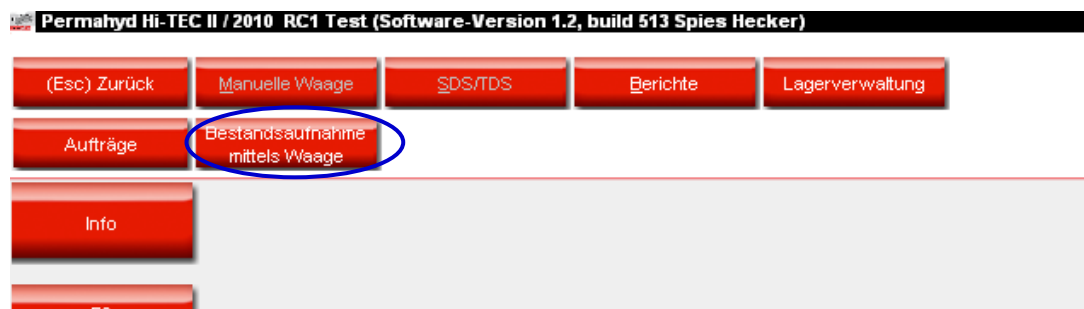 Permahyd Hi-TEC II / 2010 RC1 Test (Software-Version 1.2, build 513 Spies Hecker)
(Esc) Zurück Manuelle Waage SDS/TDS Berichte Lagerverwaltung
Aufträge Bestandsaufnahme
mittels Waage
Info